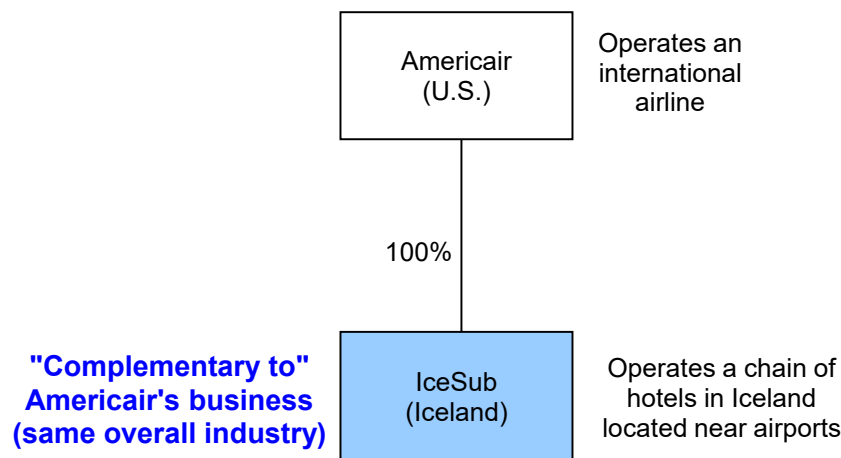 Americair
(U.S.)
Operates an
international
airline
100%
"Complementary to"
Americair's business
(same overall industry)
IceSub
(Iceland)
Operates a chain of
hotels in Iceland
located near airports